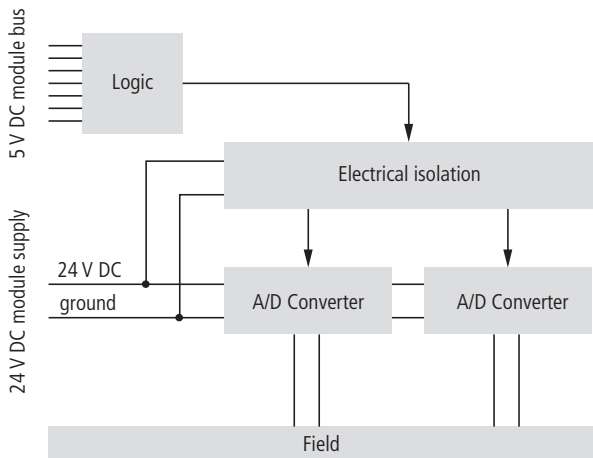 5 V DC module bus
Logic
Electrical isolation
24 V DC module supply
24 V DC
ground
A/D Converter
A/D Converter
Field